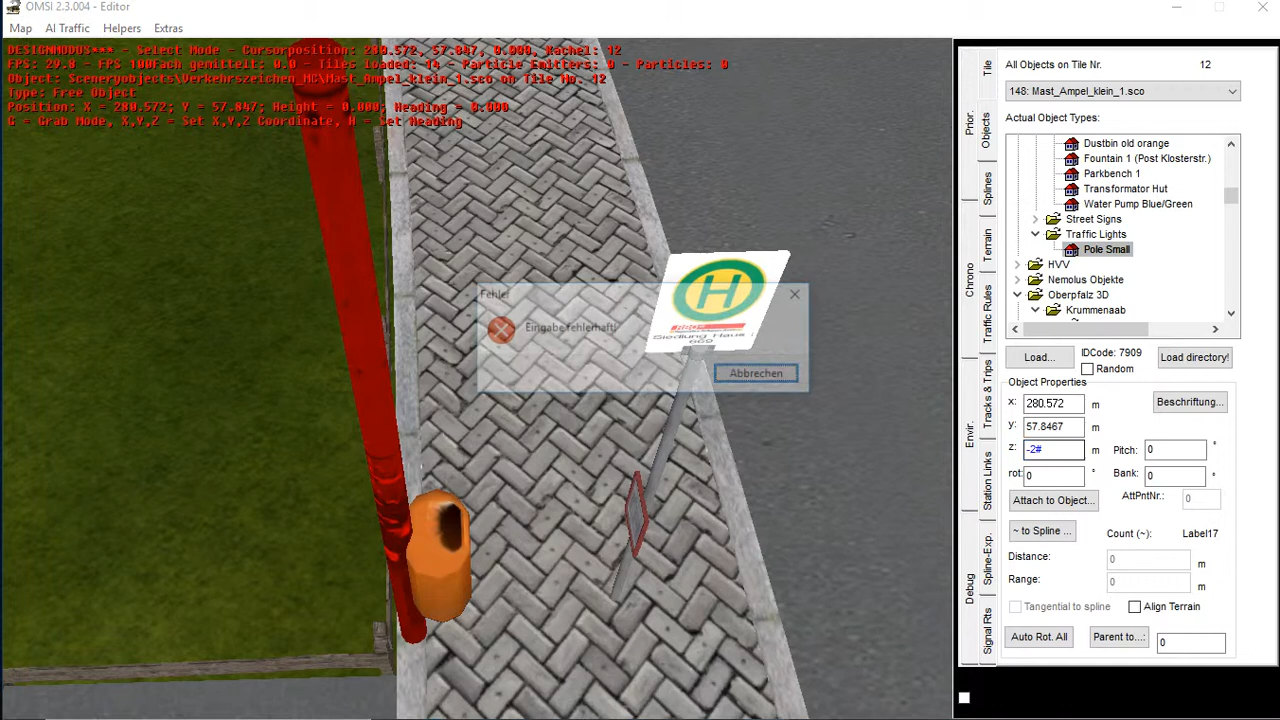 OMSI 2.3.004 - Editor
Map AI Traffic Helpers Extras
DESIGNMODUS*** - Select Mode - Cursorposition: 280.572, 57.847, 0.000, Kachel: 12
FPS: 29.8 - FPS 100Fach gemittelt: 0.0 - Tiles loaded: 14 - Particle Emitters: 0 - Particles: 0
Object: Sceneryobjects\Verkehrszeichen_MC\Mast_Ampel_klein_1.sco on Tile No. 12
Type: Free Object
Position: X = 280.572; Y = 57.847; Height = 0.000; Heading = 0.000
G = Grab Mode, X,Y,Z = Set X,Y,Z Coordinate, H = Set Heading
H
Siedlung Haus
669
Fehler
Eingabe fehlerhaft!
Abbrechen
Tile
Objects
Splines
Terrain
Traffic Rules
Tracks & Trips
Station Links
Spline-Exp.
Signal Rts
Prior.
Chrono
Envir.
Debug
All Objects on Tile Nr. 12
148: Mast_Ampel_klein_1.sco
Actual Object Types:
Dustbin old orange
Fountain 1 (Post Klosterstr.)
Parkbench 1
Transformator Hut
Water Pump Blue/Green
Street Signs
Traffic Lights
Pole Small
HVV
Nemolus Objekte
Oberpfalz 3D
Krummenaab
Load... IDCode: 7909 Load directory!
Random
Object Properties
x: 280.572 m Beschriftung...
y: 57.8467 m
z: -2# m Pitch: 0 °
rot: 0 ° Bank: 0 °
Attach to Object... AttPntNr.: 0
~ to Spline ... Count (~): Label17
Distance: 0 m
Range: 0 m
Tangential to spline Align Terrain
Auto Rot. All Parent to...: 0